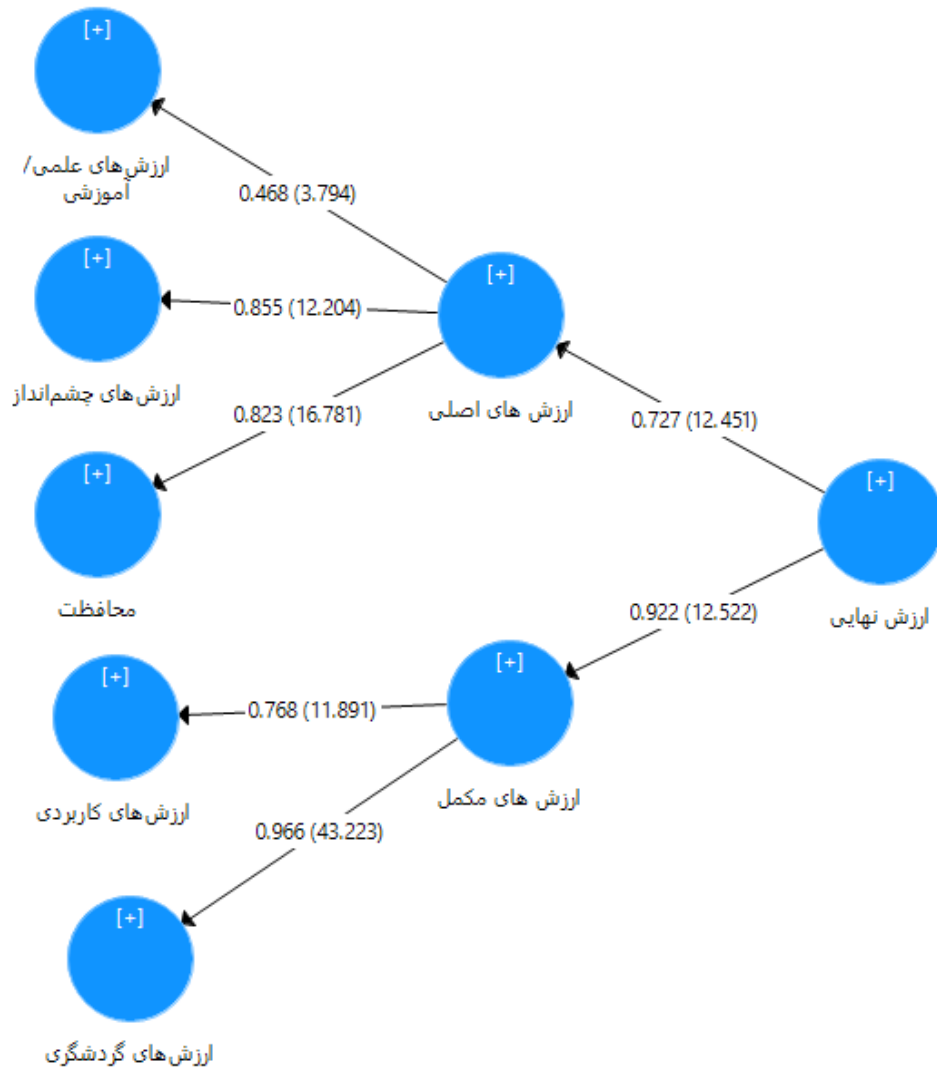 [+]
ارزش‌های علمی/
آموزشی
0.468 (3.794)
[+]
ارزش‌های چشم‌انداز
0.855 (12.204)
[+]
ارزش های اصلی
0.823 (16.781)
0.727 (12.451)
[+]
محافظت
[+]
ارزش نهایی
0.922 (12.522)
[+]
ارزش‌های کاربردی
0.768 (11.891)
[+]
ارزش های مکمل
0.966 (43.223)
[+]
ارزش‌های گردشگری